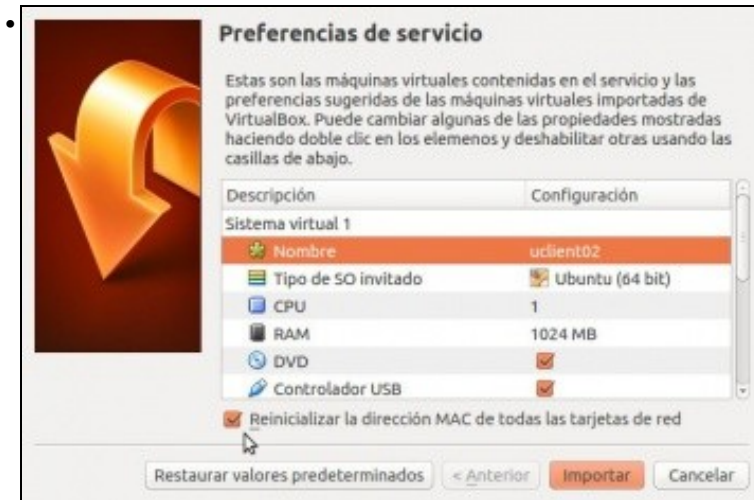 Preferencias de servicio
Estas son las máquinas virtuales contenidas en el servicio y las
preferencias sugeridas de las máquinas virtuales importadas de
VirtualBox. Puede cambiar algunas de las propiedades mostradas
haciendo doble clic en los elemenos y deshabilitar otras usando las
casillas de abajo.
Descripción Configuración
Sistema virtual 1
Nombre uclient02
Tipo de SO invitado Ubuntu (64 bit)
CPU 1
RAM 1024 MB
DVD
Controlador USB
Reinicializar la dirección MAC de todas las tarjetas de red
Restaurar valores predeterminados < Anterior Importar Cancelar